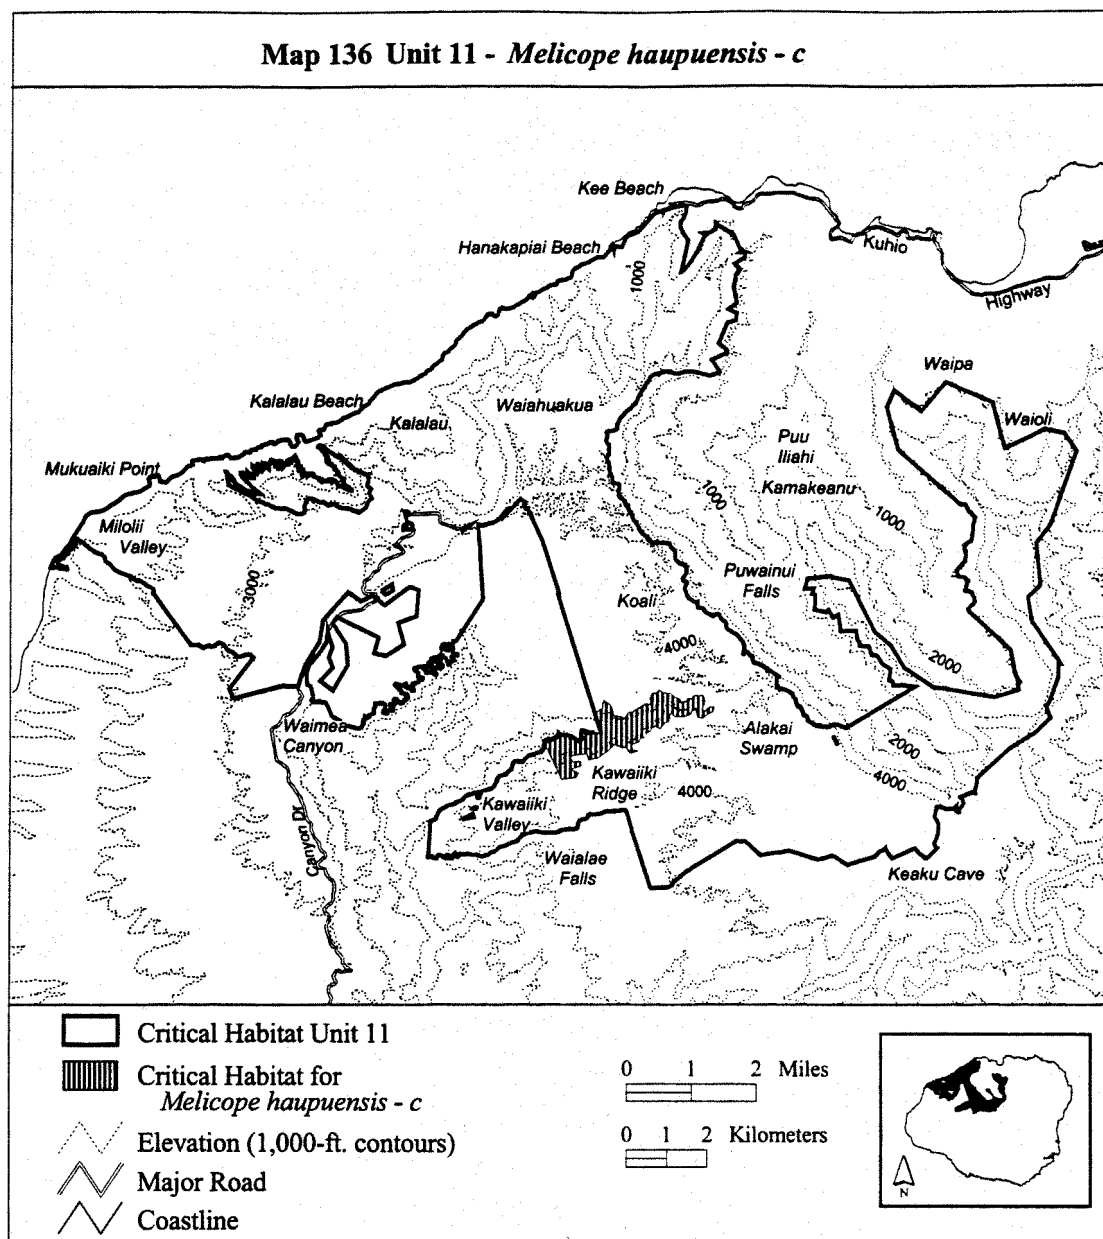 Map 136 Unit 11 - Melicope haupuensis - c
Kee Beach
Kuhio
Hanakapiai Beach
1000
Highway
Waipa
Kalalau Beach
Waiahuakua
Waioli
Kalalau
Puu
Iliahi
Mukuaiki Point
Kamakeanu
1000
1000
Milolii
Valley
Puwainui
Falls
3000
Koali
4000
2000
Waimea
Canyon
Alakai
Swamp
2000
Kawaiiki
Ridge
4000
4000
Kawaiiki
Valley
Canyon Dr
Waialae
Falls
Keaku Cave
Critical Habitat Unit 11
Critical Habitat for
Melicope haupuensis - c
Elevation (1,000-ft. contours)
Major Road
Coastline
0 1 2 Miles
0 1 2 Kilometers
N